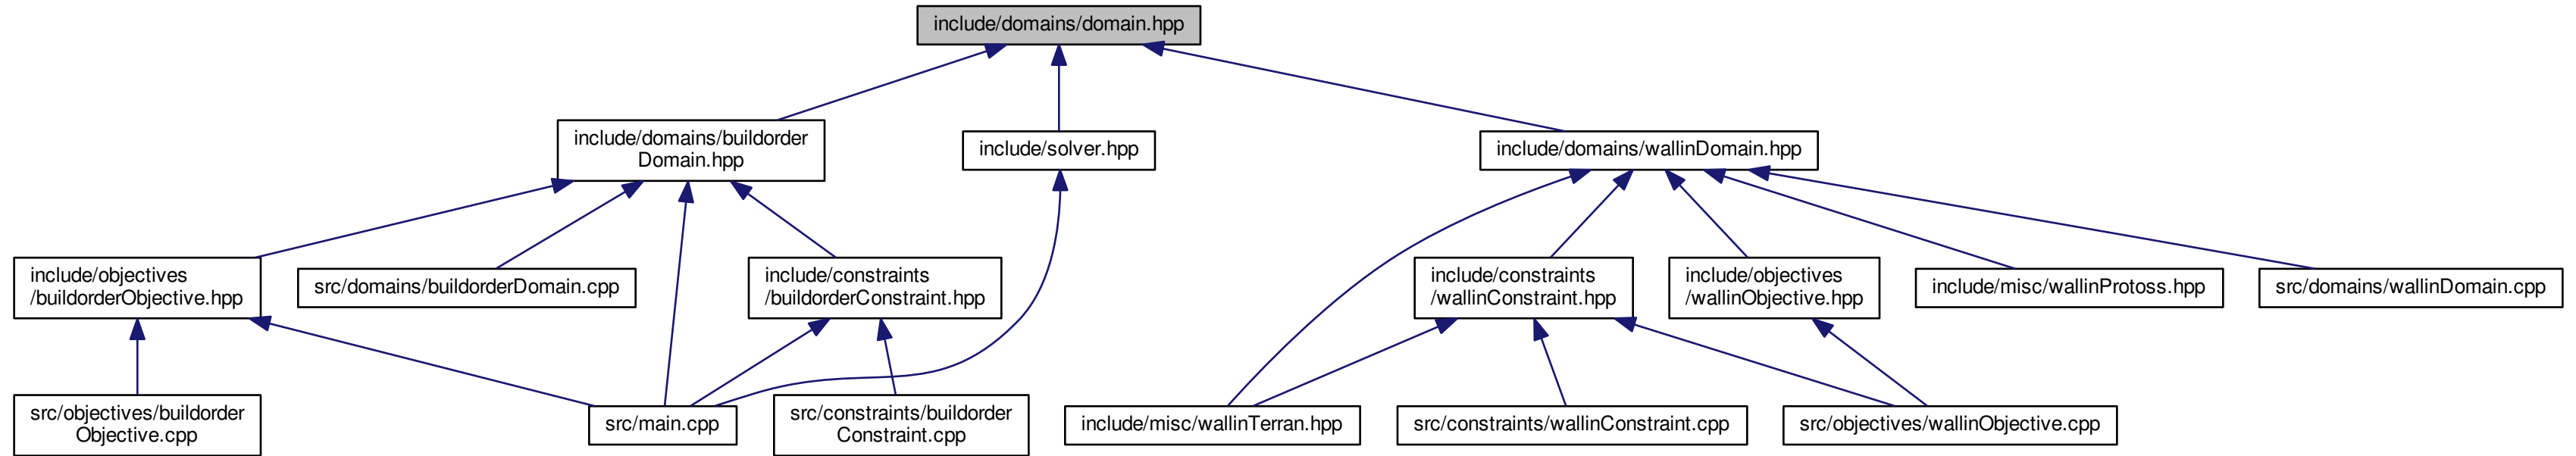 include/domains/domain.hpp
include/domains/buildorder
Domain.hpp
include/solver.hpp
include/domains/wallinDomain.hpp
include/objectives
/buildorderObjective.hpp
src/domains/buildorderDomain.cpp
include/constraints
/buildorderConstraint.hpp
include/constraints
/wallinConstraint.hpp
include/objectives
/wallinObjective.hpp
include/misc/wallinProtoss.hpp
src/domains/wallinDomain.cpp
src/objectives/buildorder
Objective.cpp
src/main.cpp
src/constraints/buildorder
Constraint.cpp
include/misc/wallinTerran.hpp
src/constraints/wallinConstraint.cpp
src/objectives/wallinObjective.cpp